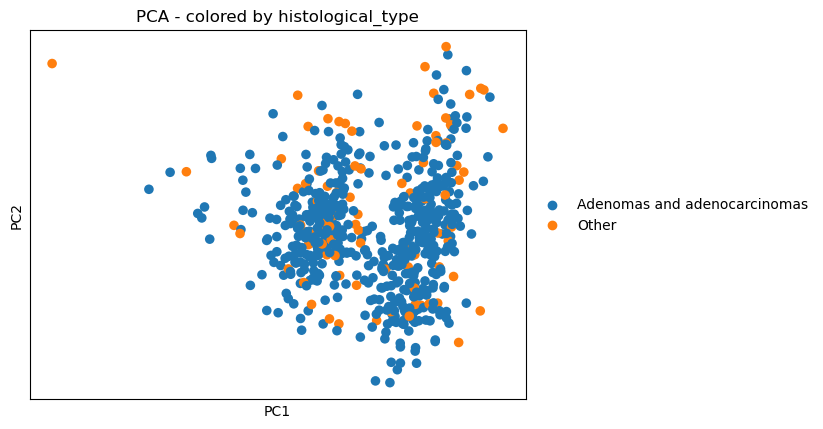 PCA - colored by histological_type
PC2
Adenomas and adenocarcinomas
Other
PC1